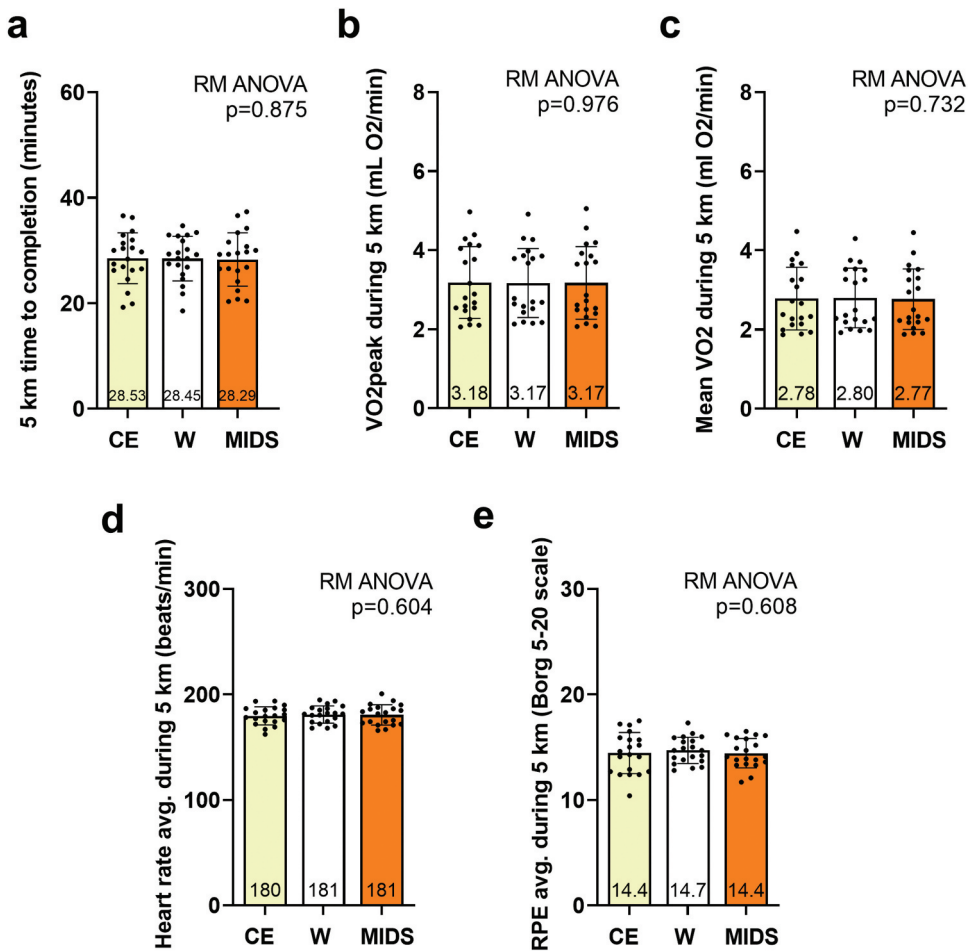 a
5 km time to completion (minutes)
RM ANOVA
p=0.875
60
40
20
0
28.53
28.45
28.29
CE
W
MIDS
b
VO2peak during 5 km (mL O2/min)
RM ANOVA
p=0.976
8
6
4
2
0
3.18
3.17
3.17
CE
W
MIDS
c
Mean VO2 during 5 km (ml O2/min)
RM ANOVA
p=0.732
8
6
4
2
0
2.78
2.80
2.77
CE
W
MIDS
d
Heart rate avg. during 5 km (beats/min)
RM ANOVA
p=0.604
300
200
100
0
180
181
181
CE
W
MIDS
e
RPE avg. during 5 km (Borg 5-20 scale)
RM ANOVA
p=0.608
30
20
10
0
14.4
14.7
14.4
CE
W
MIDS